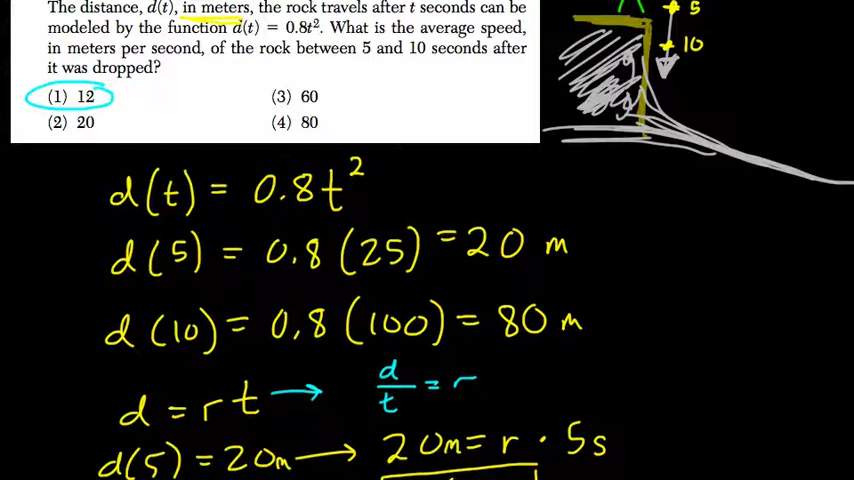 The distance, d(t), in meters, the rock travels after t seconds can be
modeled by the function d(t) = 0.8t². What is the average speed,
in meters per second, of the rock between 5 and 10 seconds after
it was dropped?
(1) 12 (3) 60
(2) 20 (4) 80
5
10
d(t) = 0.8t²
d(5) = 0.8(25) = 20 m
d(10) = 0.8(100) = 80 m
d = rt → d/t = r
d(5) = 20m → 20m = r · 5s